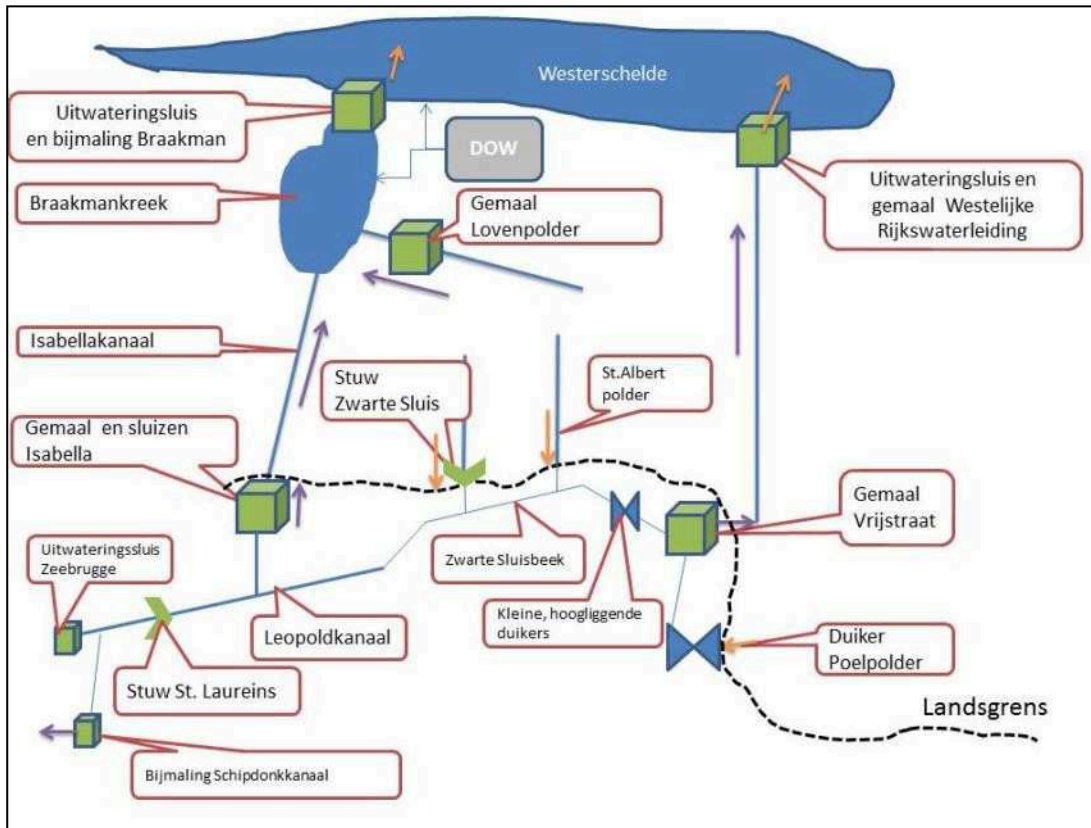 Westerschelde
Uitwateringsluis
en bijmaling Braakman
DOW
Braakmankreek
Gemaal
Lovenpolder
Uitwateringsluis en
gemaal Westelijke
Rijkswaterleiding
Isabellakanaal
Stuw
Zwarte Sluis
St.Albert
polder
Gemaal en sluizen
Isabella
Gemaal
Vrijstraat
Uitwateringssluis
Zeebrugge
Zwarte Sluisbeek
Kleine, hoogliggende
duikers
Leopoldkanaal
Duiker
Poelpolder
Stuw St. Laureins
Landsgrens
Bijmaling Schipdonkkanaal